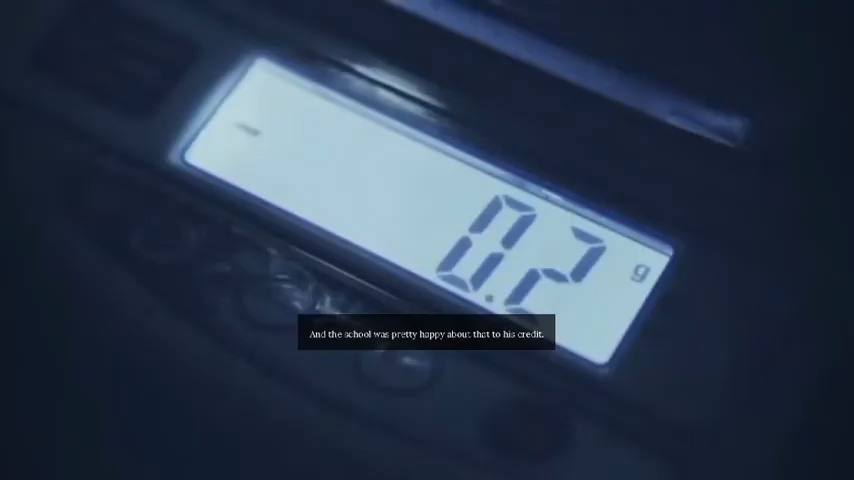 0.2 g
And the school was pretty happy about that to his credit.